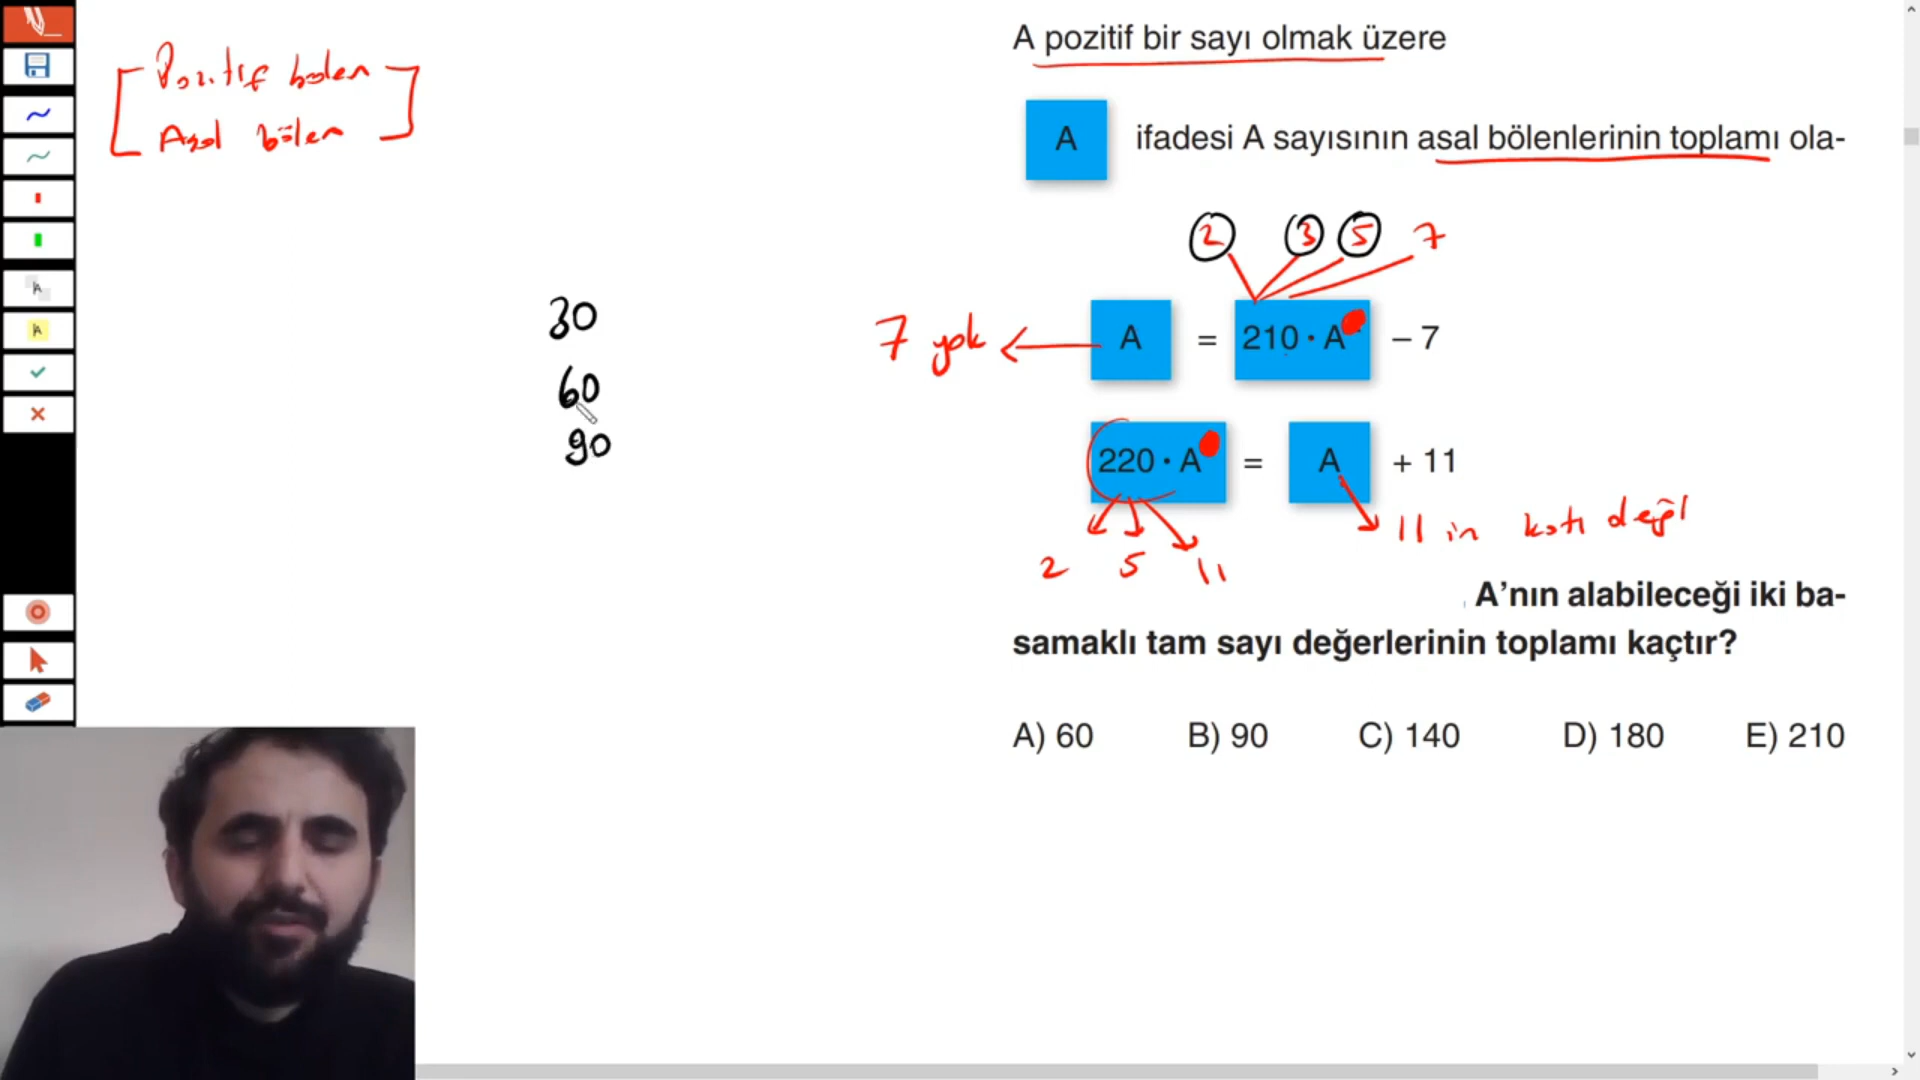 Pozitif bolen
Asal bölen
30
60
90
A pozitif bir sayı olmak üzere
A ifadesi A sayısının asal bölenlerinin toplamı ola-
2 3 5 7
7 yok A = 210 · A – 7
220 · A = A + 11
2 5 11
11 in katı değil
A’nın alabileceği iki ba-
samaklı tam sayı değerlerinin toplamı kaçtır?
A) 60 B) 90 C) 140 D) 180 E) 210